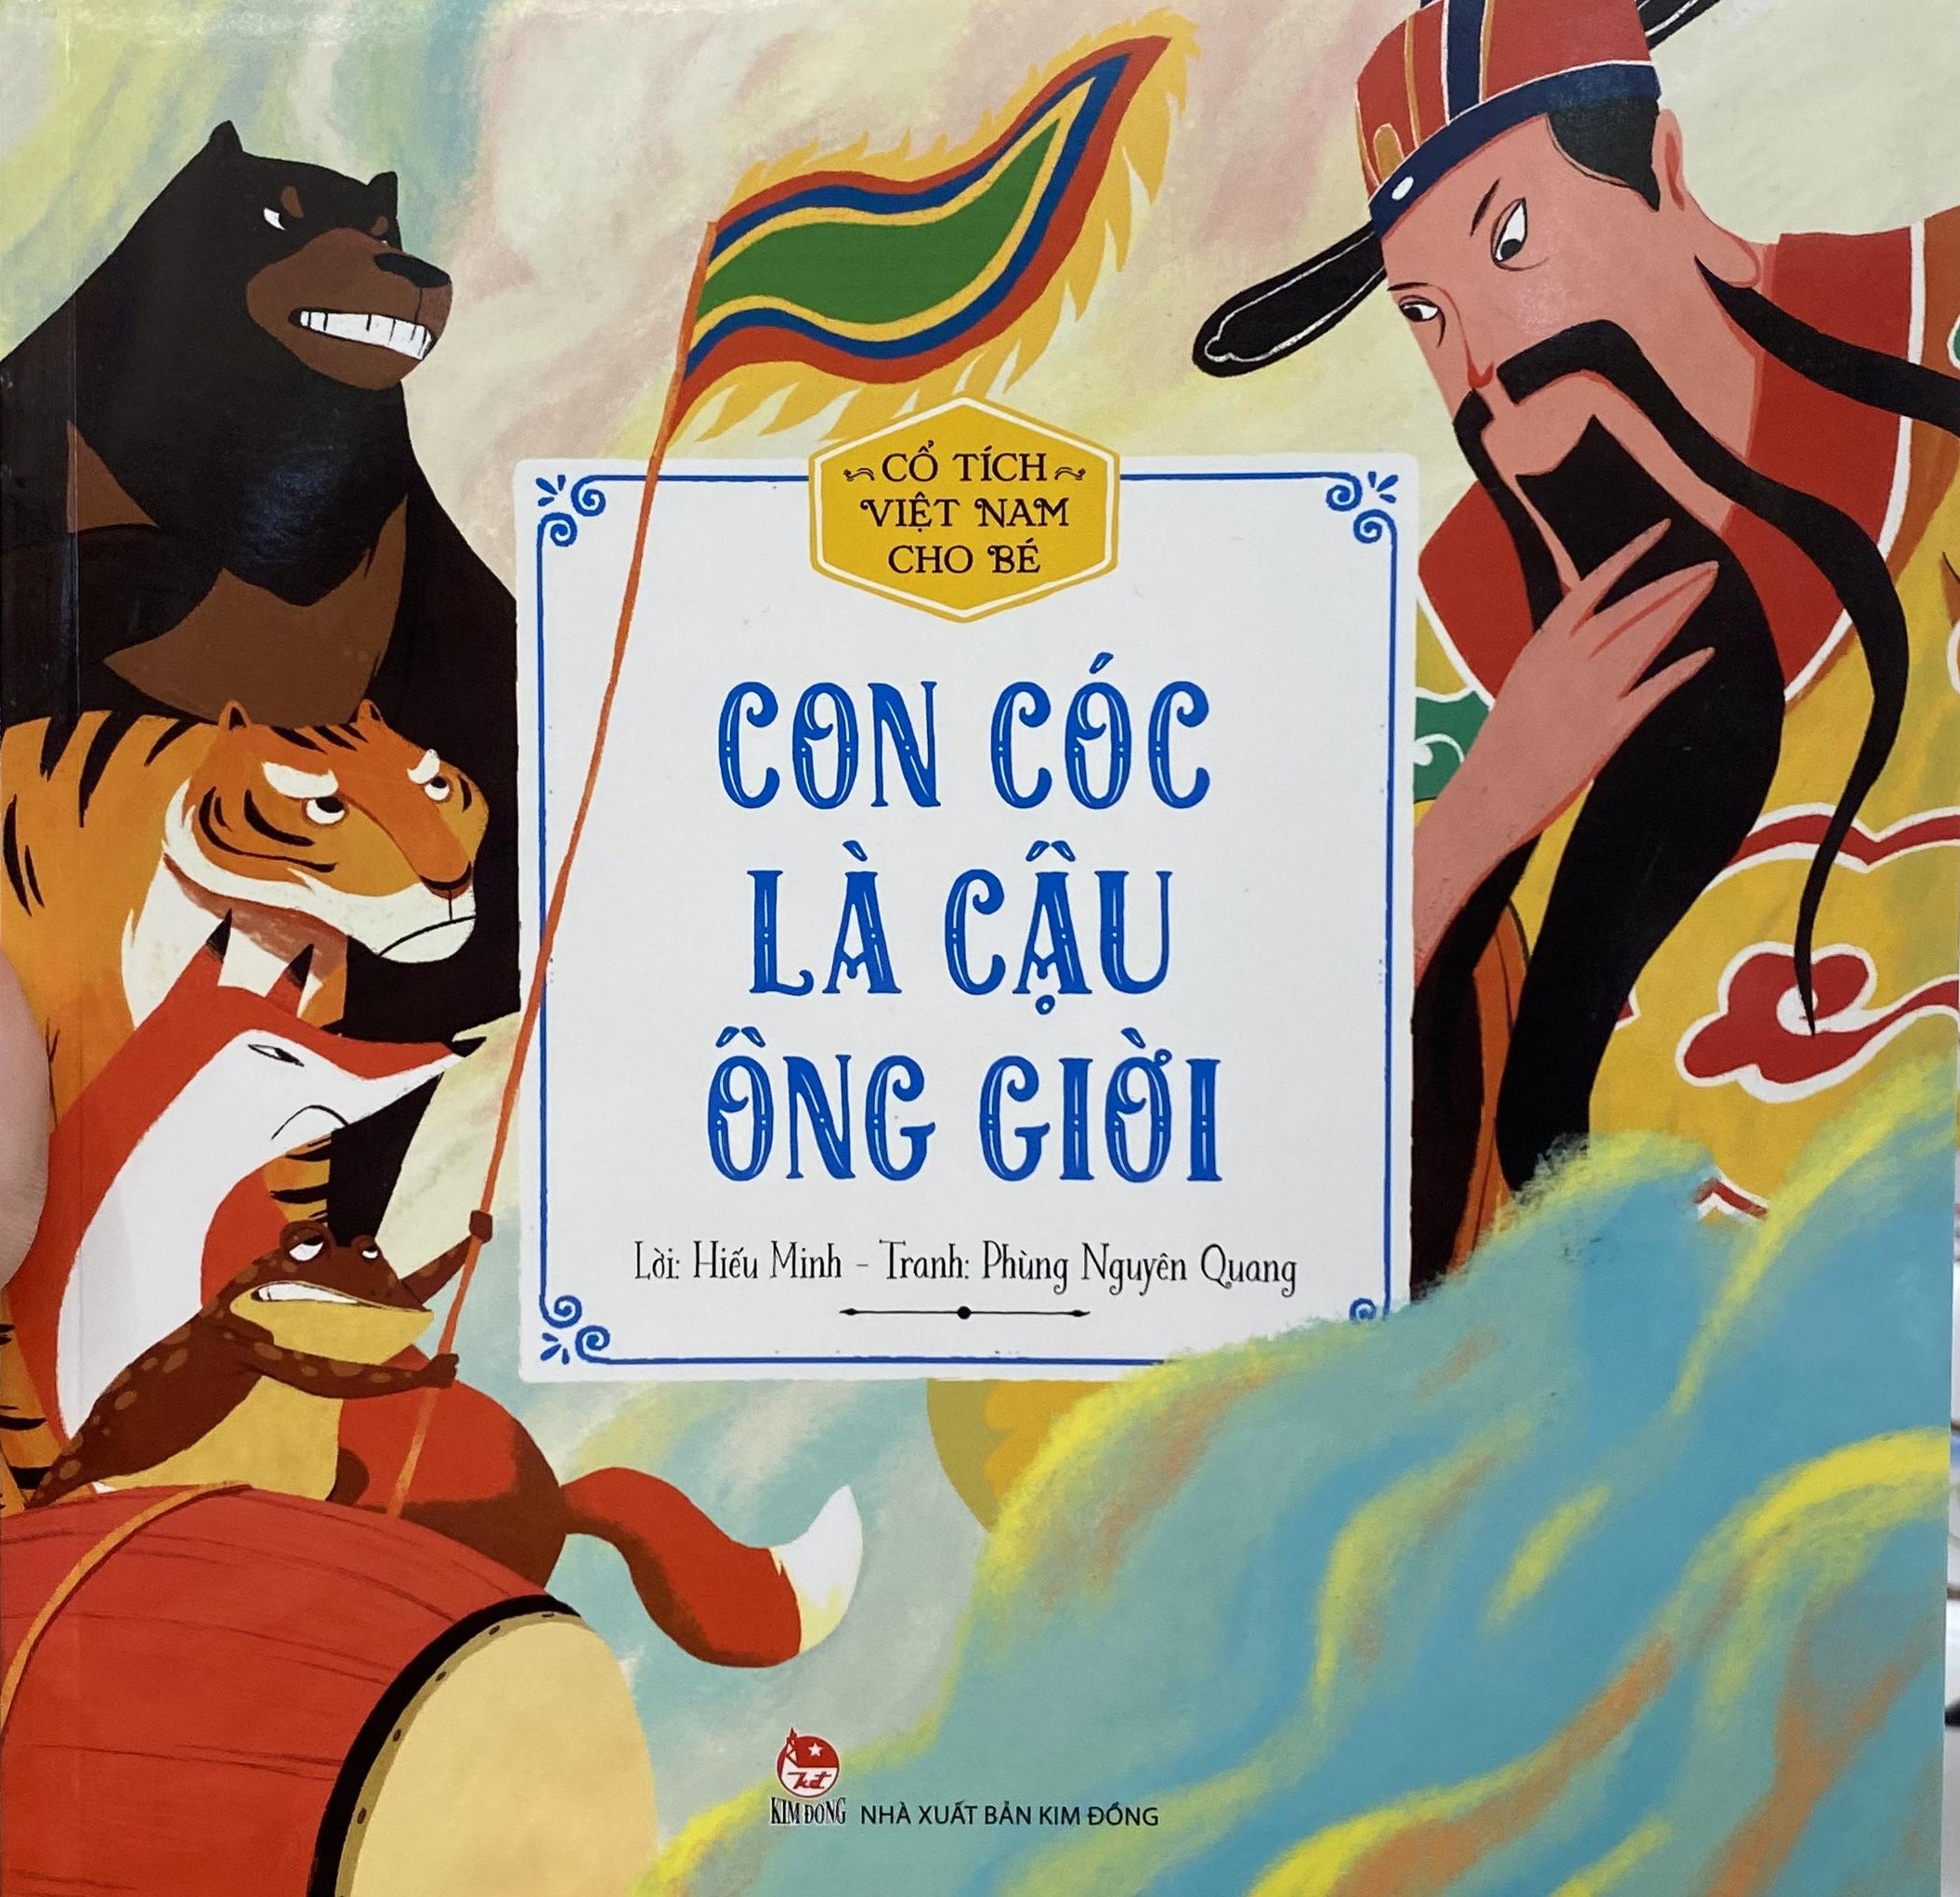 CỔ TÍCH
VIỆT NAM
CHO BÉ
CON CÓC
LÀ CẬU
ÔNG GIỜI
Lời: Hiếu Minh - Tranh: Phùng Nguyên Quang
Kđ
KIM ĐỒNG NHÀ XUẤT BẢN KIM ĐỒNG